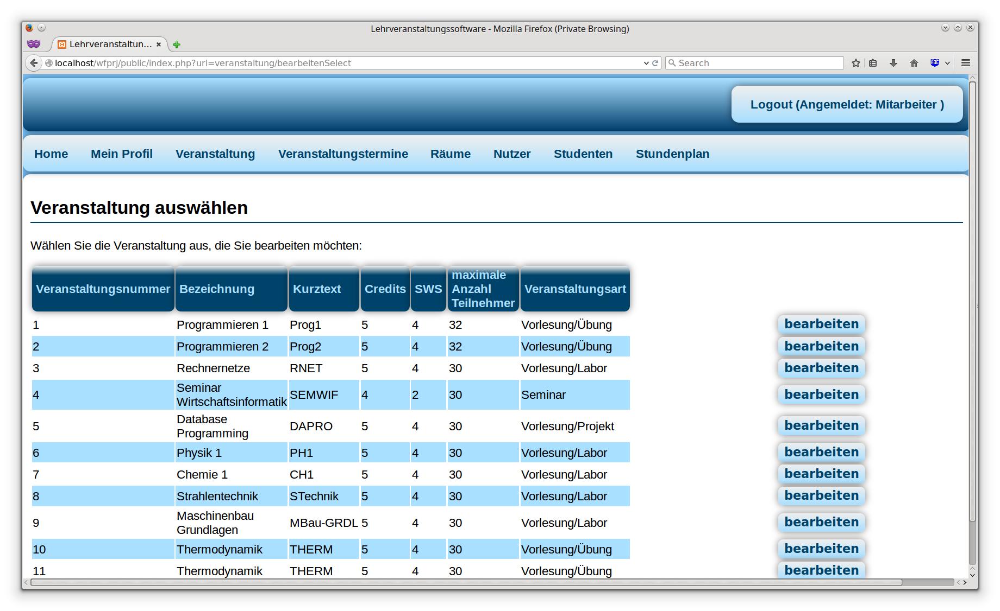 Lehrveranstaltungssoftware - Mozilla Firefox (Private Browsing)
Lehrveranstaltun...
localhost/wfprj/public/index.php?url=veranstaltung/bearbeitenSelect
Search
ABE
Logout (Angemeldet: Mitarbeiter )
Home Mein Profil Veranstaltung Veranstaltungstermine Räume Nutzer Studenten Stundenplan
Veranstaltung auswählen
Wählen Sie die Veranstaltung aus, die Sie bearbeiten möchten:
Veranstaltungsnummer Bezeichnung Kurztext Credits SWS maximale
Anzahl
Teilnehmer Veranstaltungsart
1 Programmieren 1 Prog1 5 4 32 Vorlesung/Übung bearbeiten
2 Programmieren 2 Prog2 5 4 32 Vorlesung/Übung bearbeiten
3 Rechnernetze RNET 5 4 30 Vorlesung/Labor bearbeiten
4 Seminar
Wirtschaftsinformatik SEMWIF 4 2 30 Seminar bearbeiten
5 Database
Programming DAPRO 5 4 30 Vorlesung/Projekt bearbeiten
6 Physik 1 PH1 5 4 30 Vorlesung/Labor bearbeiten
7 Chemie 1 CH1 5 4 30 Vorlesung/Labor bearbeiten
8 Strahlentechnik STechnik 5 4 30 Vorlesung/Labor bearbeiten
9 Maschinenbau
Grundlagen MBau-GRDL 5 4 30 Vorlesung/Labor bearbeiten
10 Thermodynamik THERM 5 4 30 Vorlesung/Übung bearbeiten
11 Thermodynamik THERM 5 4 30 Vorlesung/Übung bearbeiten